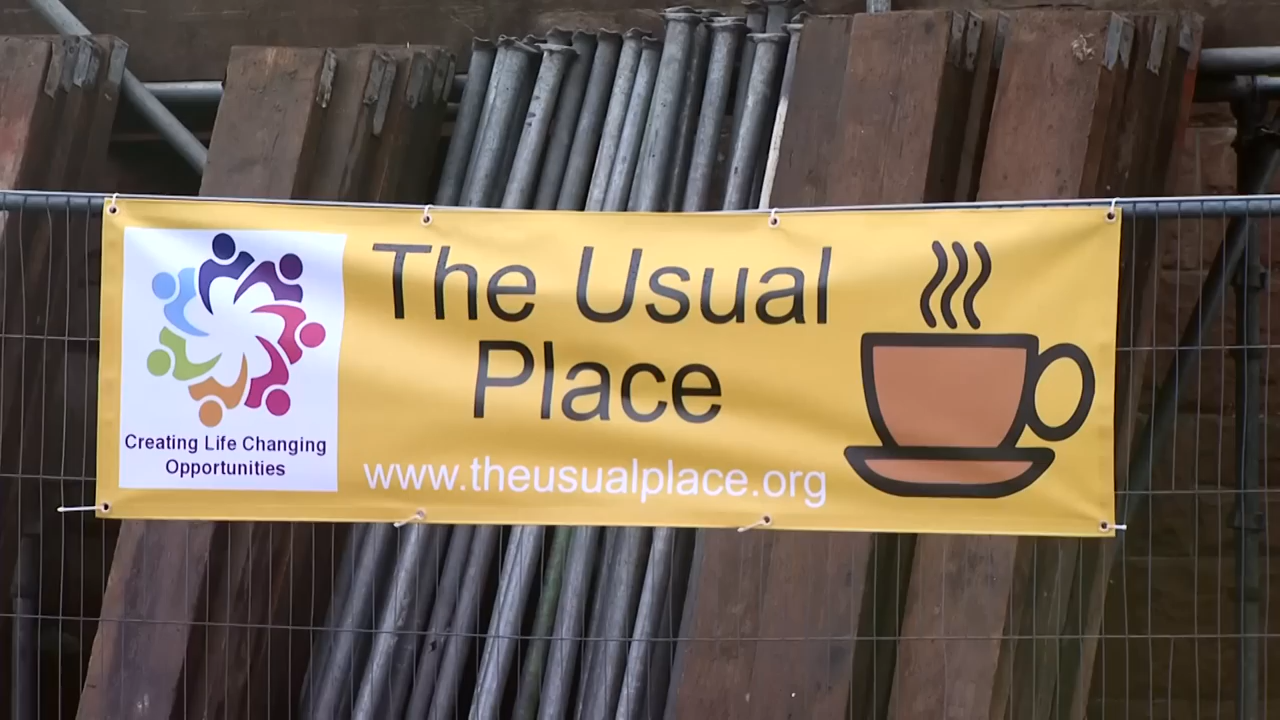 The Usual
Place
www.theusualplace.org
Creating Life Changing
Opportunities